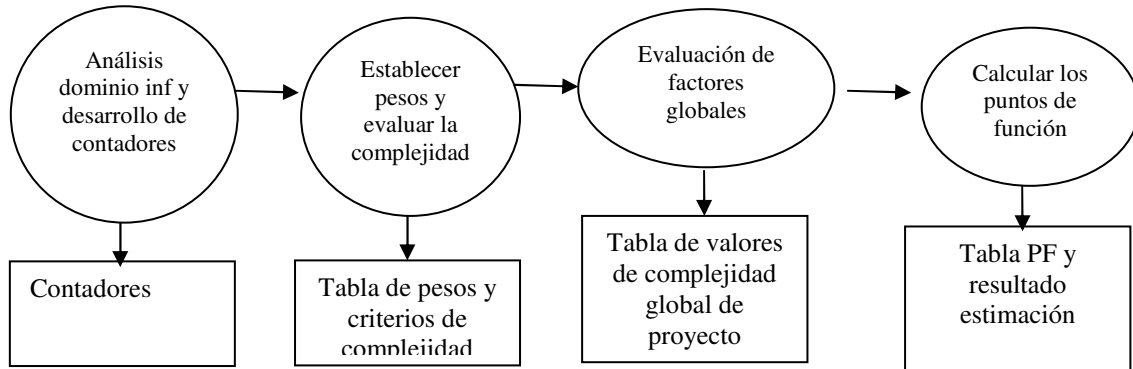 Análisis
dominio inf y
desarrollo de
contadores
Establecer
pesos y
evaluar la
complejidad
Evaluación de
factores
globales
Calcular los
puntos de
función
Contadores
Tabla de pesos y
criterios de
complejidad
Tabla de valores
de complejidad
global de
proyecto
Tabla PF y
resultado
estimación